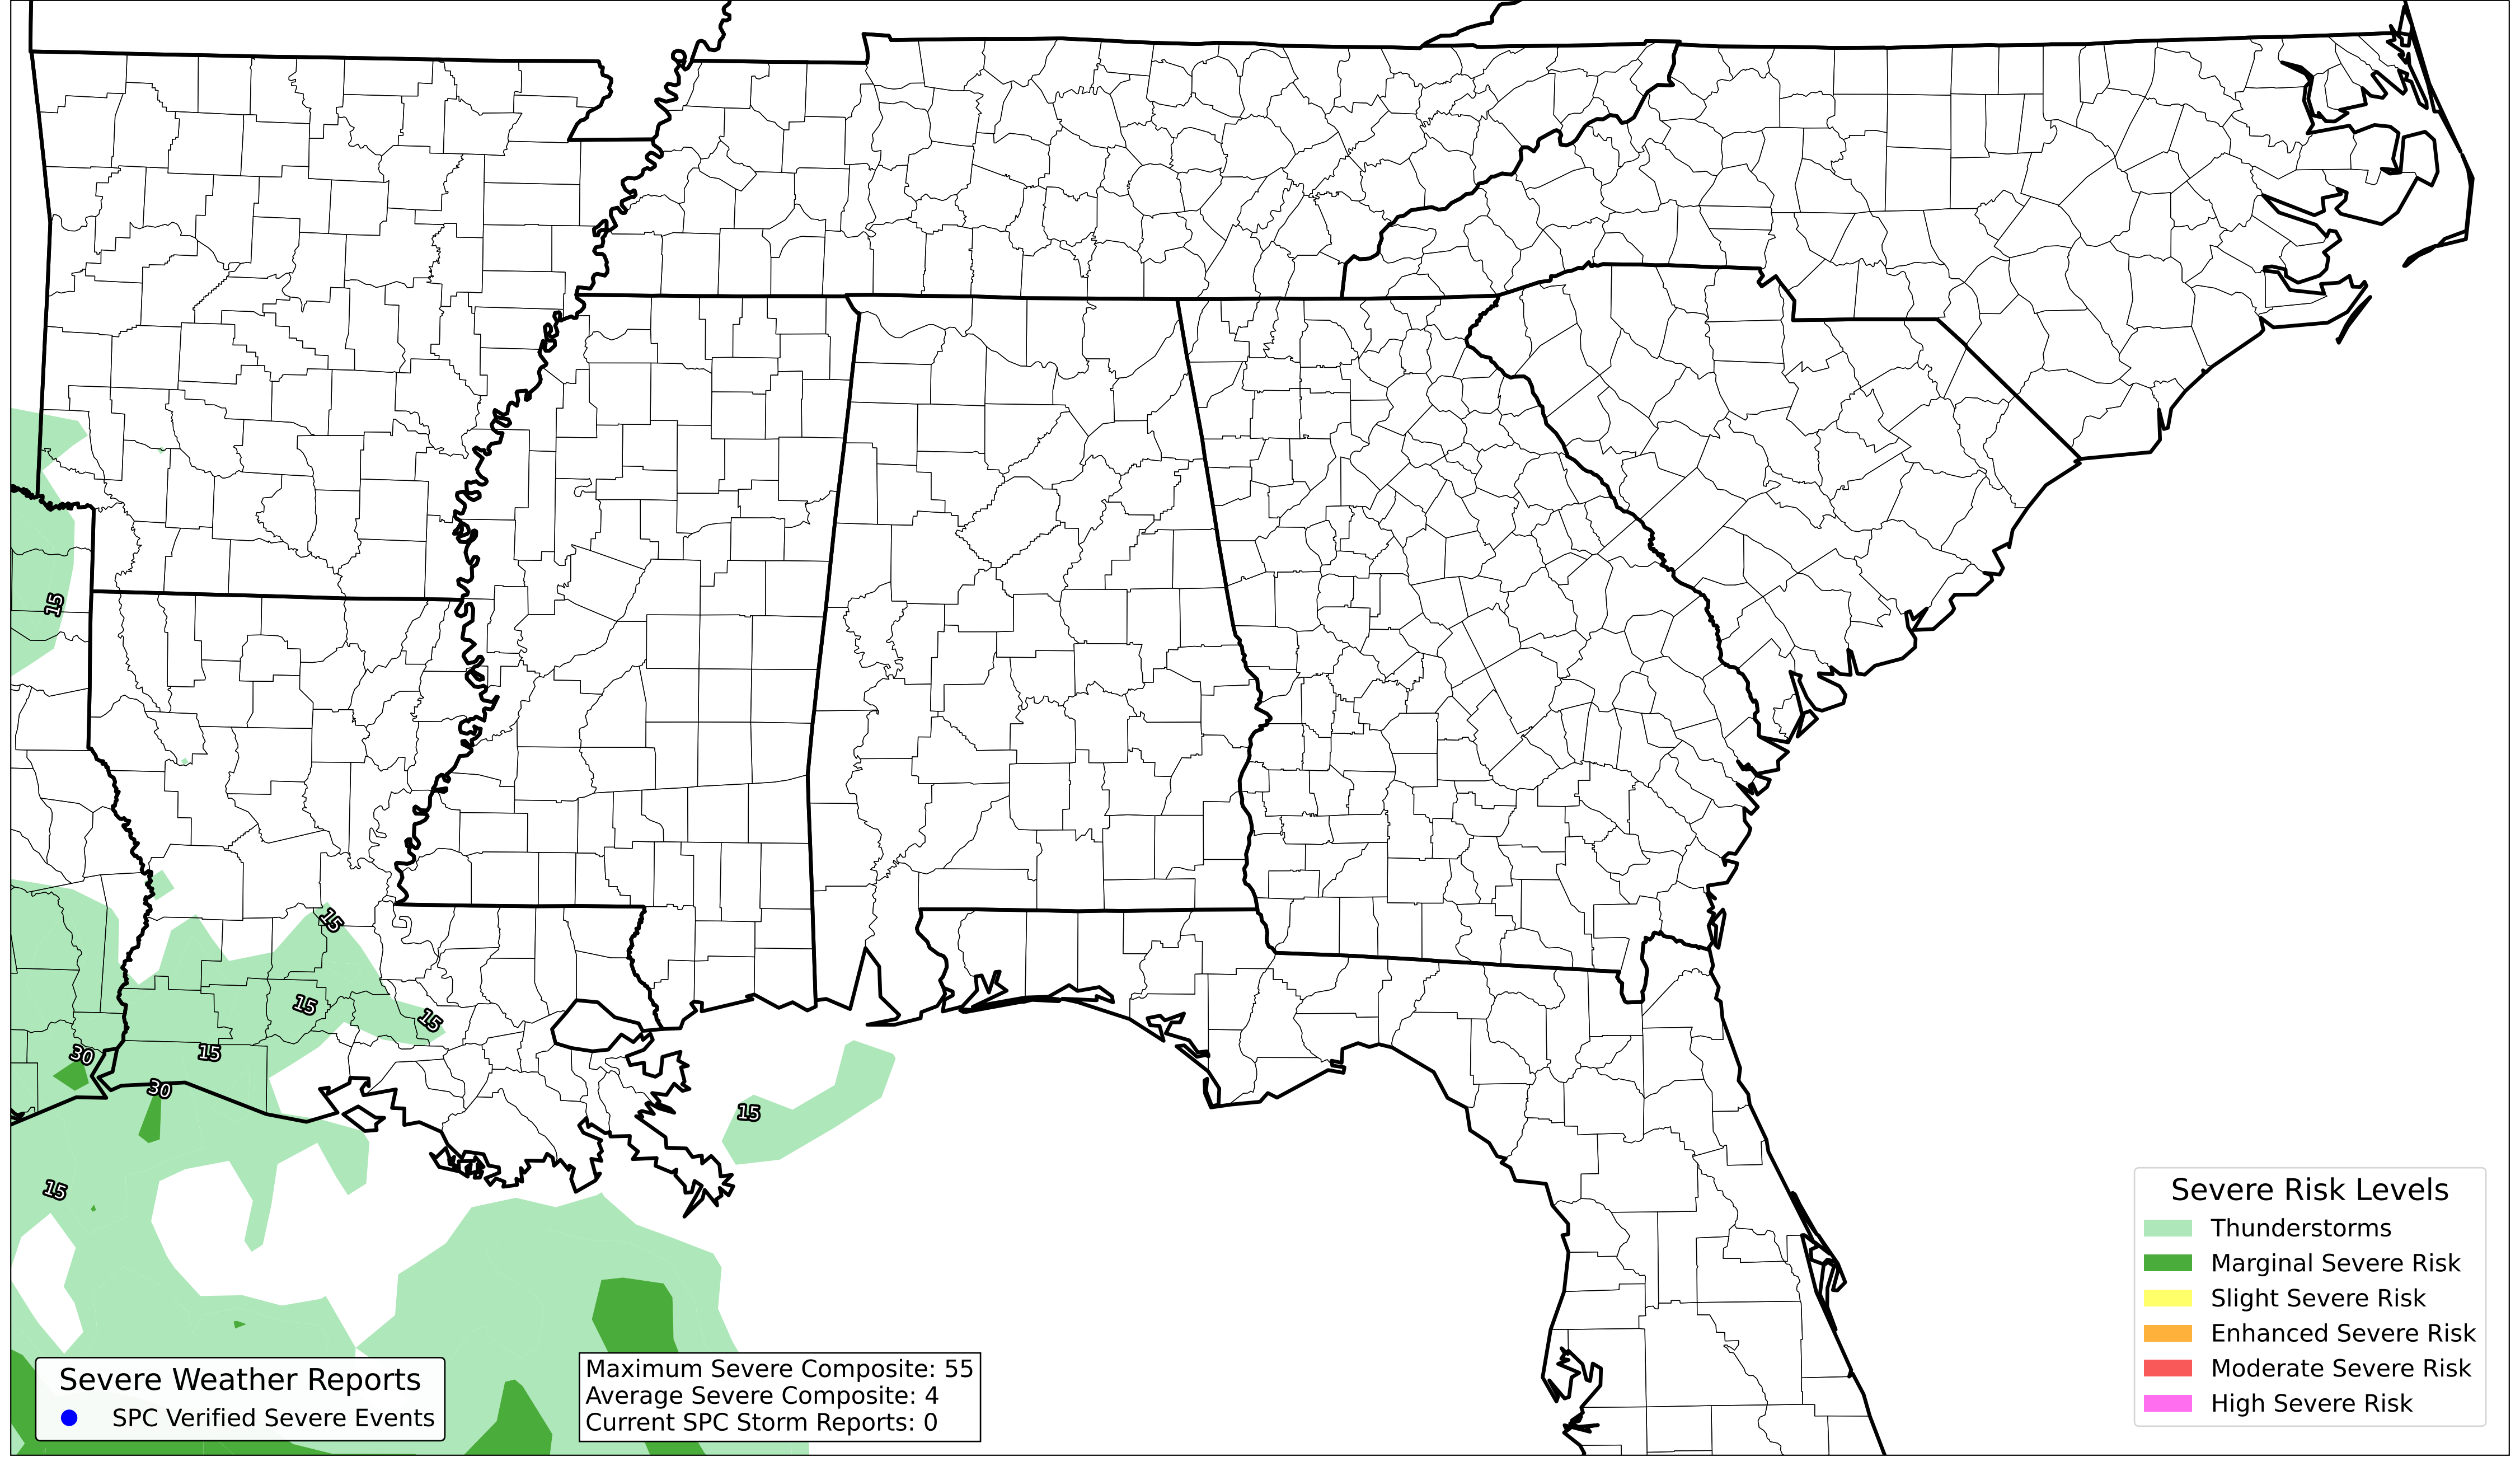 15
15
15
15
30
15
30
15
15
Severe Risk Levels
Thunderstorms
Marginal Severe Risk
Slight Severe Risk
Enhanced Severe Risk
Moderate Severe Risk
High Severe Risk
Severe Weather Reports
SPC Verified Severe Events
Maximum Severe Composite: 55
Average Severe Composite: 4
Current SPC Storm Reports: 0